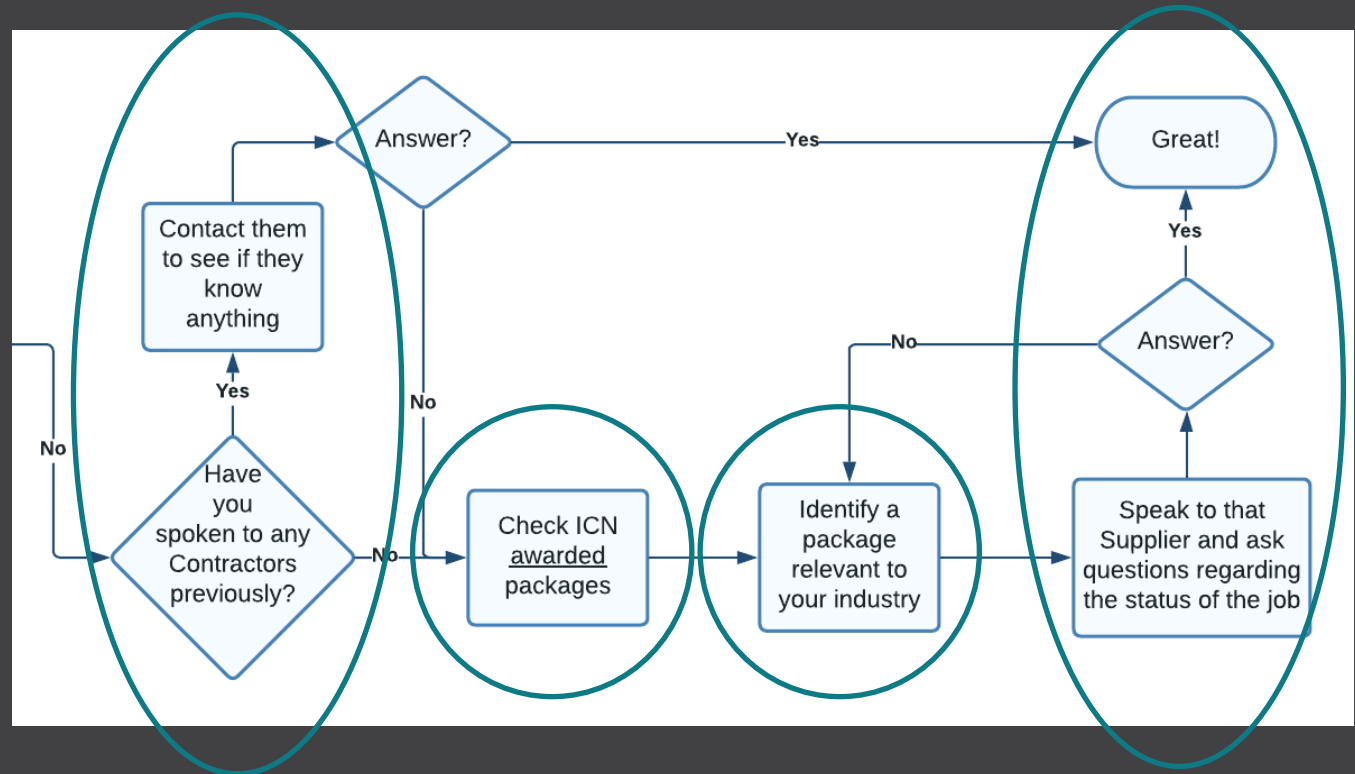 Answer?
Yes
Great!
Contact them
to see if they
know
anything
Yes
Answer?
No
Yes
No
No
Have
you
spoken to any
Contractors
previously?
No
Check ICN
awarded
packages
Identify a
package
relevant to
your industry
Speak to that
Supplier and ask
questions regarding
the status of the job